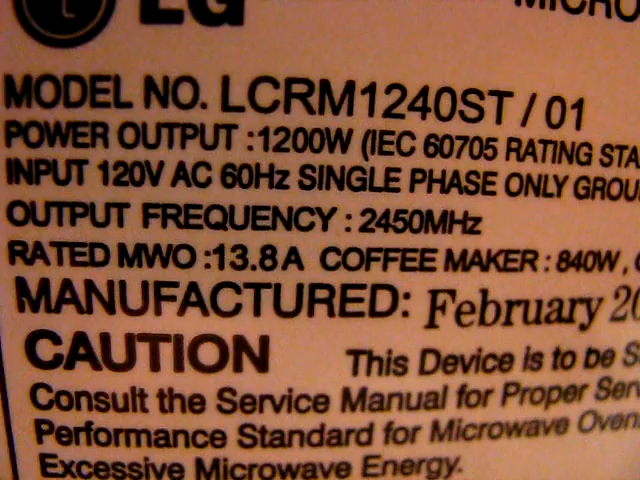 LG MICRO
MODEL NO. LCRM1240ST / 01
POWER OUTPUT :1200W (IEC 60705 RATING STA
INPUT 120V AC 60Hz SINGLE PHASE ONLY GROU
OUTPUT FREQUENCY : 2450MHz
RATED MWO :13.8A COFFEE MAKER : 840W ,
MANUFACTURED: February 20
CAUTION This Device is to be S
Consult the Service Manual for Proper Ser
Performance Standard for Microwave Oven
Excessive Microwave Energy.